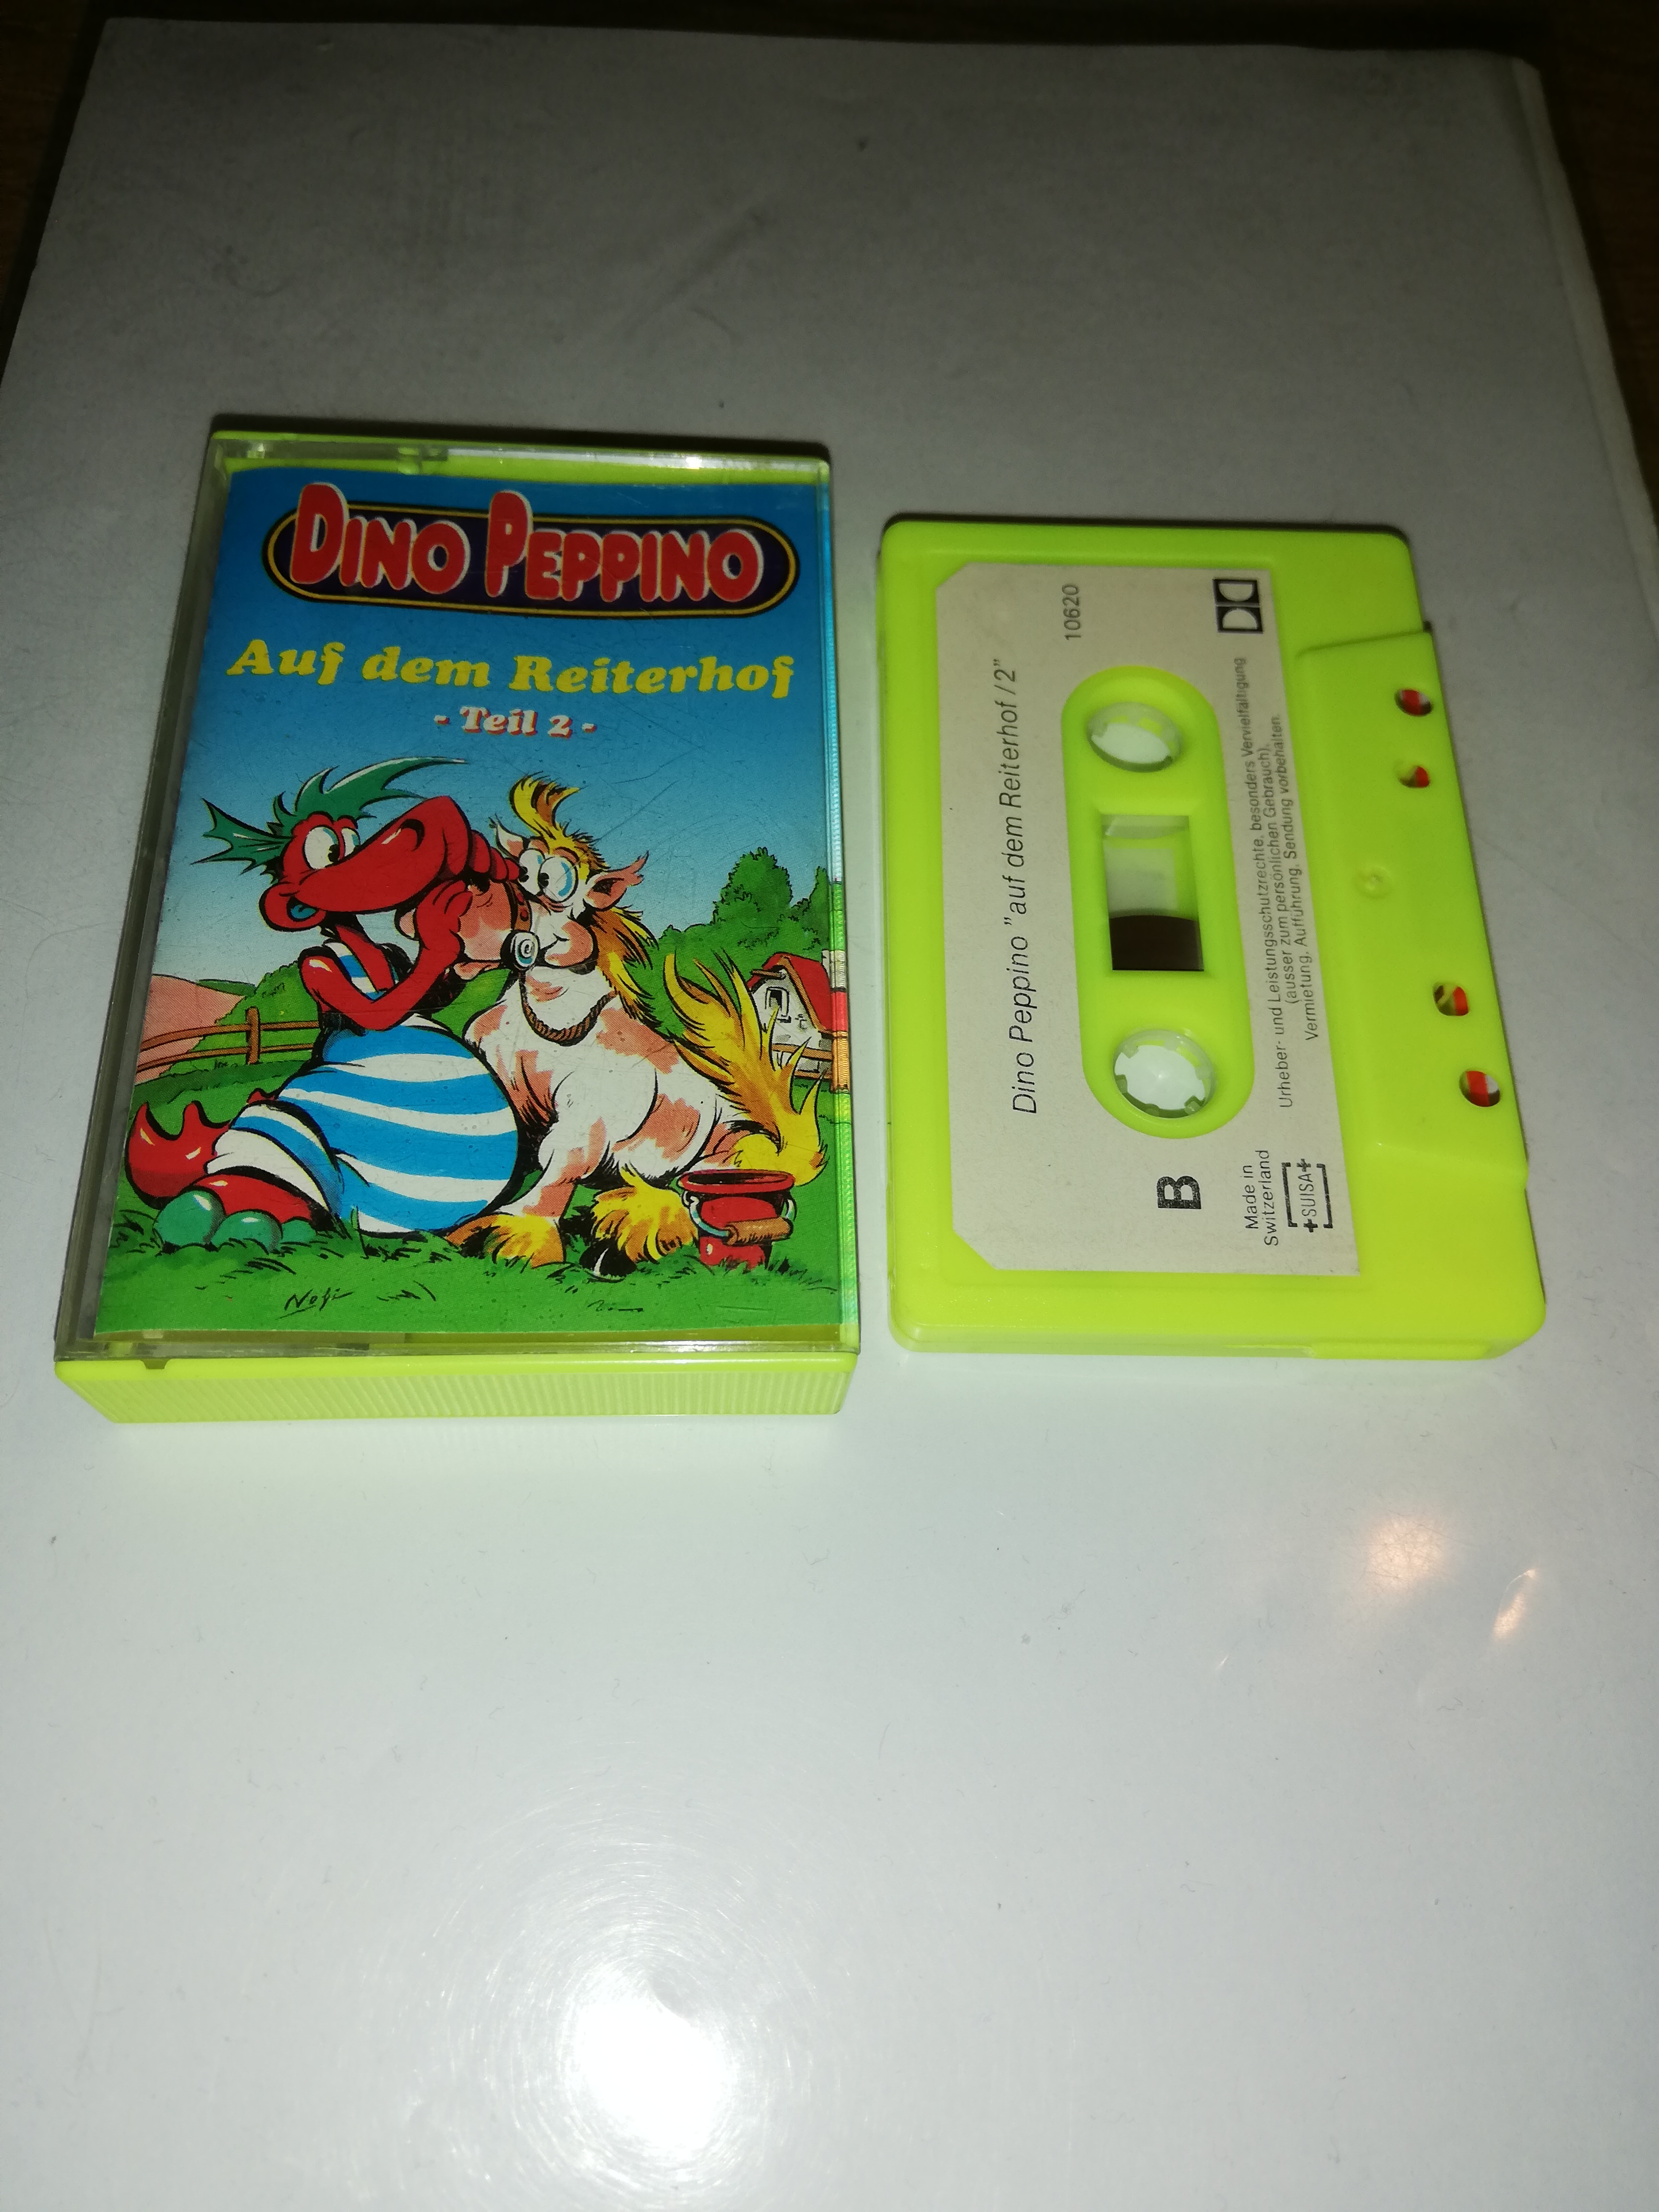 DINO PEPPINO
Auf dem Reiterhof
- Teil 2 -
Nofi
Dino Peppino "auf dem Reiterhof / 2"
10620
B
Made in
Switzerland
+SUISA+
Urheber- und Leistungsschutzrechte, besonders Vervielfältigung
(ausser zum persönlichen Gebrauch),
Vermietung, Aufführung, Sendung vorbehalten.